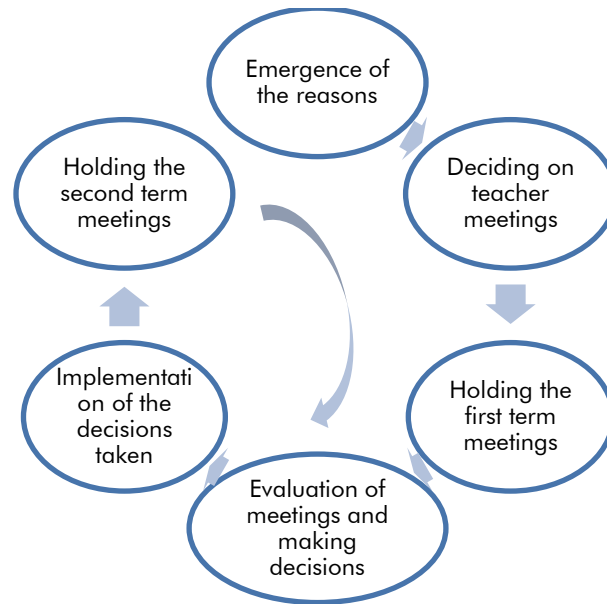 Emergence of
the reasons
Deciding on
teacher
meetings
Holding the
first term
meetings
Evaluation of
meetings and
making
decisions
Implementati
on of the
decisions
taken
Holding the
second term
meetings